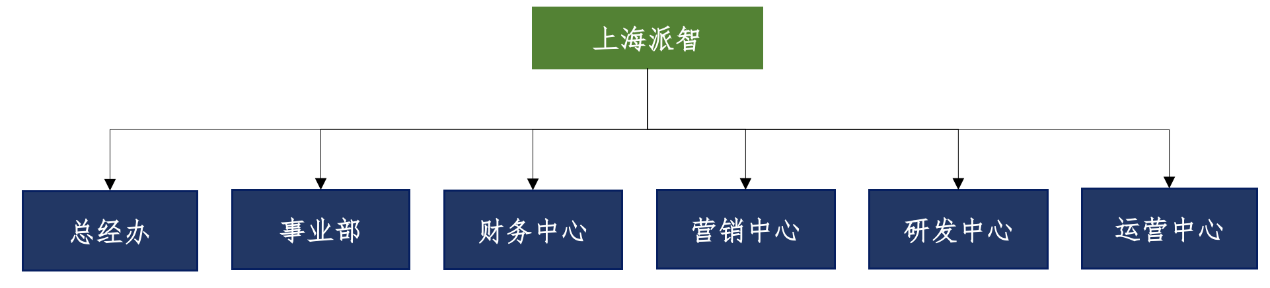 上海派智
总经办
事业部
财务中心
营销中心
研发中心
运营中心